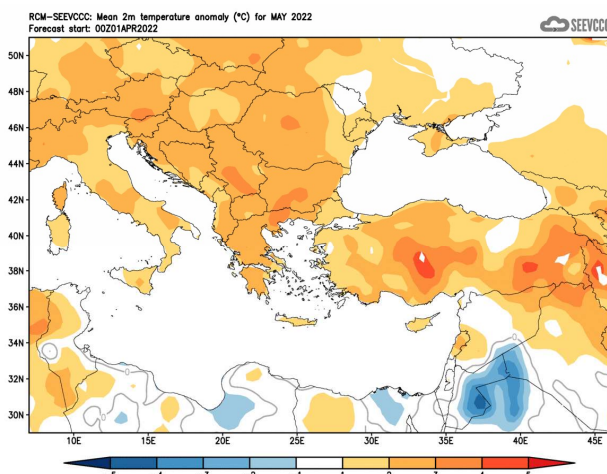 RCM-SEEVCCC: Mean 2m temperature anomaly (°C) for MAY 2022
Forecast start: 00Z01APR2022
SEEVCCC
50N
48N
46N
44N
42N
40N
38N
36N
34N
32N
30N
10E 15E 20E 25E 30E 35E 40E 45E